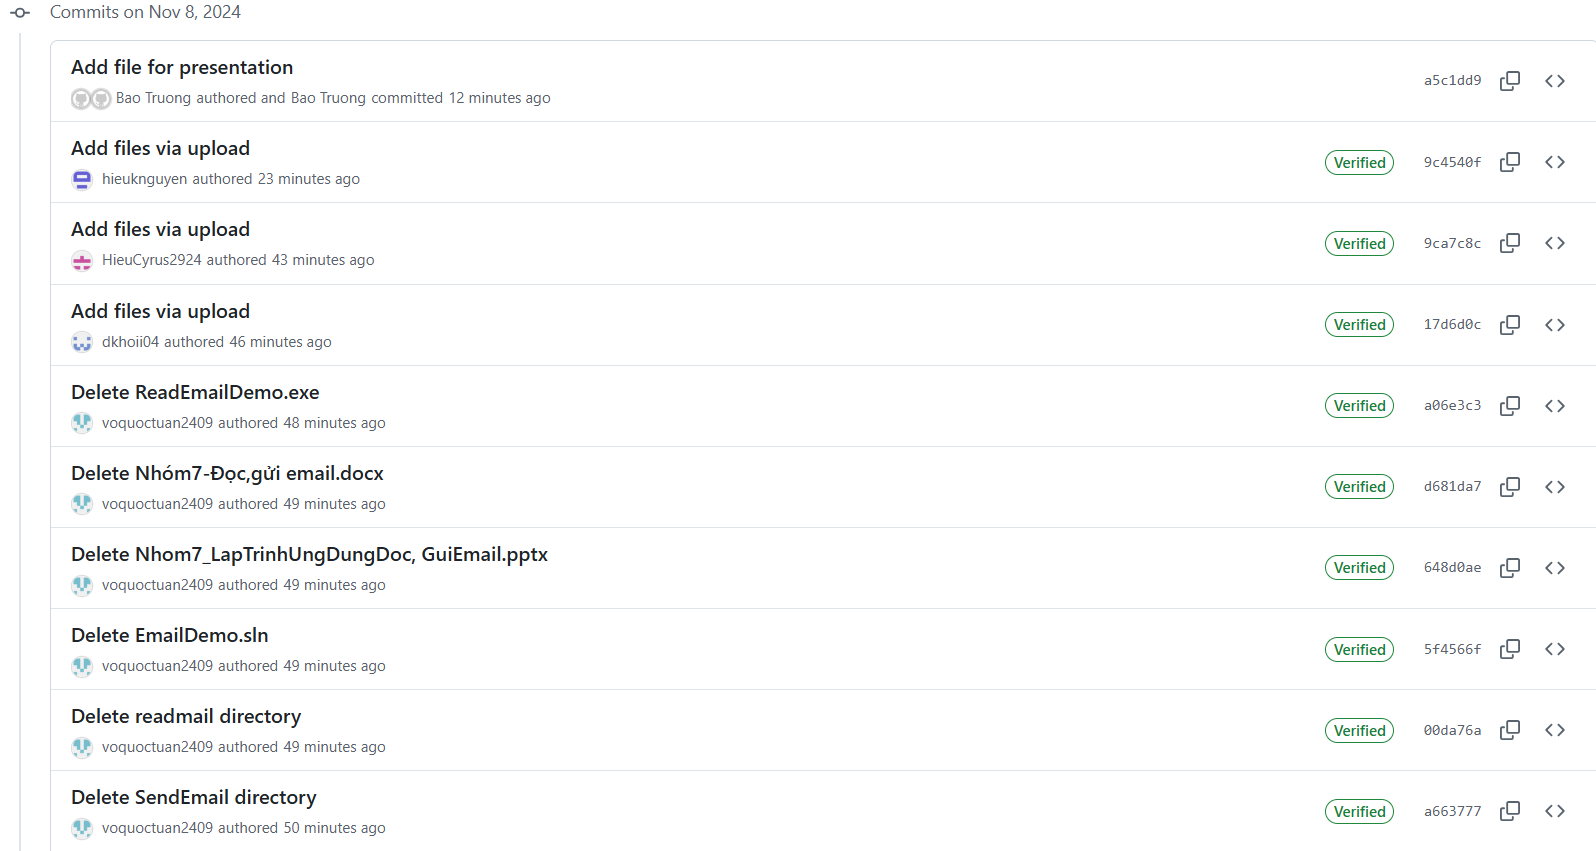 Commits on Nov 8, 2024
Add file for presentation
Bao Truong authored and Bao Truong committed 12 minutes ago
a5c1dd9
Add files via upload
hieuknguyen authored 23 minutes ago
Verified
9c4540f
Add files via upload
HieuCyrus2924 authored 43 minutes ago
Verified
9ca7c8c
Add files via upload
dkhoii04 authored 46 minutes ago
Verified
17d6d0c
Delete ReadEmailDemo.exe
voquoctuan2409 authored 48 minutes ago
Verified
a06e3c3
Delete Nhóm7-Đọc,gửi email.docx
voquoctuan2409 authored 49 minutes ago
Verified
d681da7
Delete Nhom7_LapTrinhUngDungDoc, GuiEmail.pptx
voquoctuan2409 authored 49 minutes ago
Verified
648d0ae
Delete EmailDemo.sln
voquoctuan2409 authored 49 minutes ago
Verified
5f4566f
Delete readmail directory
voquoctuan2409 authored 49 minutes ago
Verified
00da76a
Delete SendEmail directory
voquoctuan2409 authored 50 minutes ago
Verified
a663777